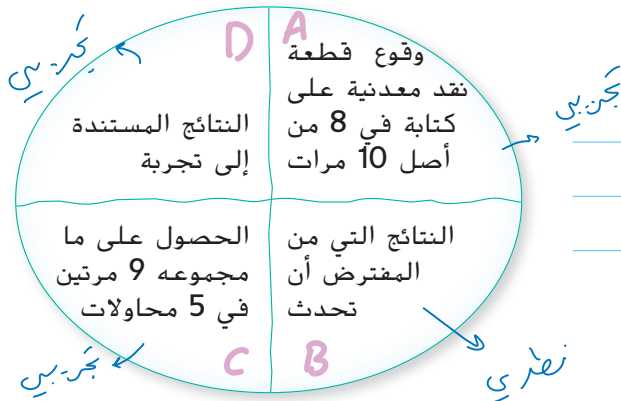 A
وقوع قطعة
نقد معدنية على
كتابة في 8 من
أصل 10 مرات
تجريبي
D
النتائج المستندة
إلى تجربة
تجريبي
النتائج التي من
المفترض أن
تحدث
B
نظري
الحصول على ما
مجموعه 9 مرتين
في 5 محاولات
C
تجريبي